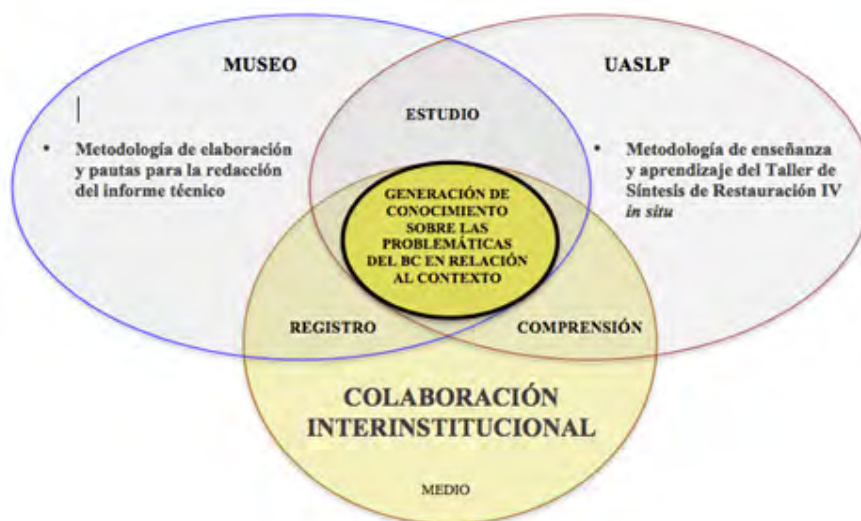 MUSEO
UASLP
ESTUDIO
• Metodología de elaboración
y pautas para la redacción
del informe técnico
• Metodología de enseñanza
y aprendizaje del Taller de
Síntesis de Restauración IV
in situ
GENERACIÓN DE
CONOCIMIENTO
SOBRE LAS
PROBLEMÁTICAS
DEL BC EN RELACIÓN
AL CONTEXTO
REGISTRO
COMPRENSIÓN
COLABORACIÓN
INTERINSTITUCIONAL
MEDIO